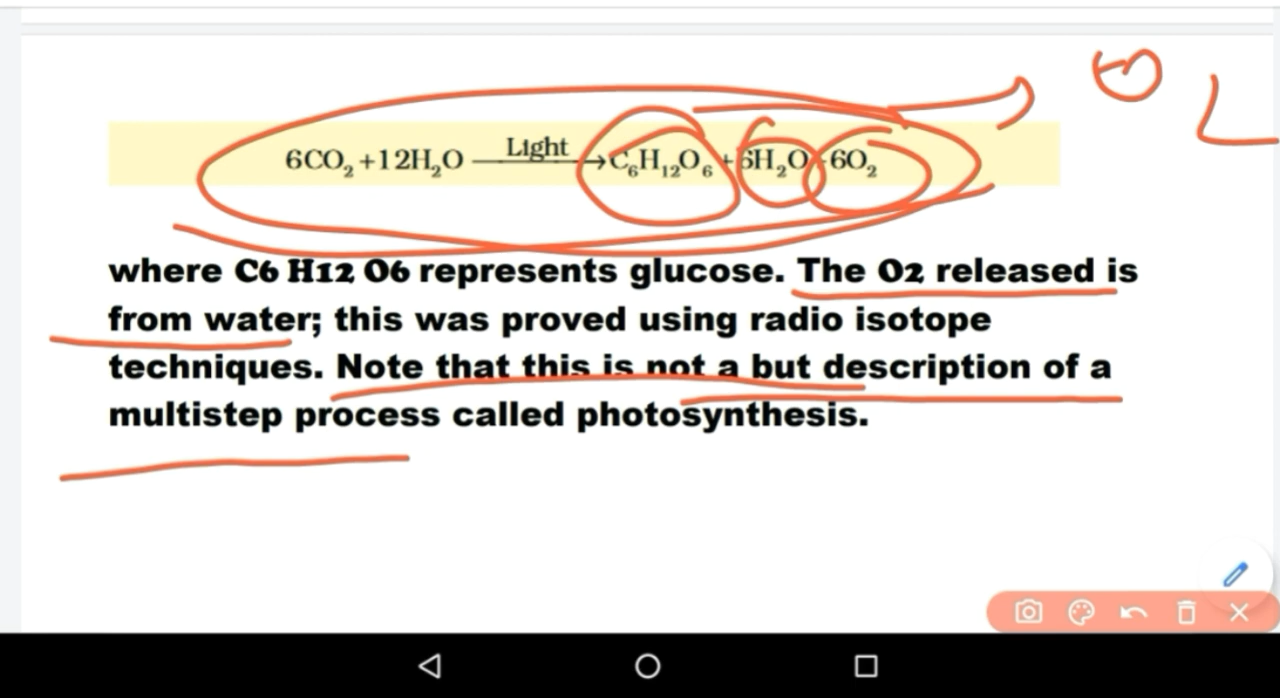 6CO₂ + 12H₂O —Light→ C₆H₁₂O₆ + 6H₂O + 6O₂
where C6 H12 O6 represents glucose. The O2 released is
from water; this was proved using radio isotope
techniques. Note that this is not a but description of a
multistep process called photosynthesis.